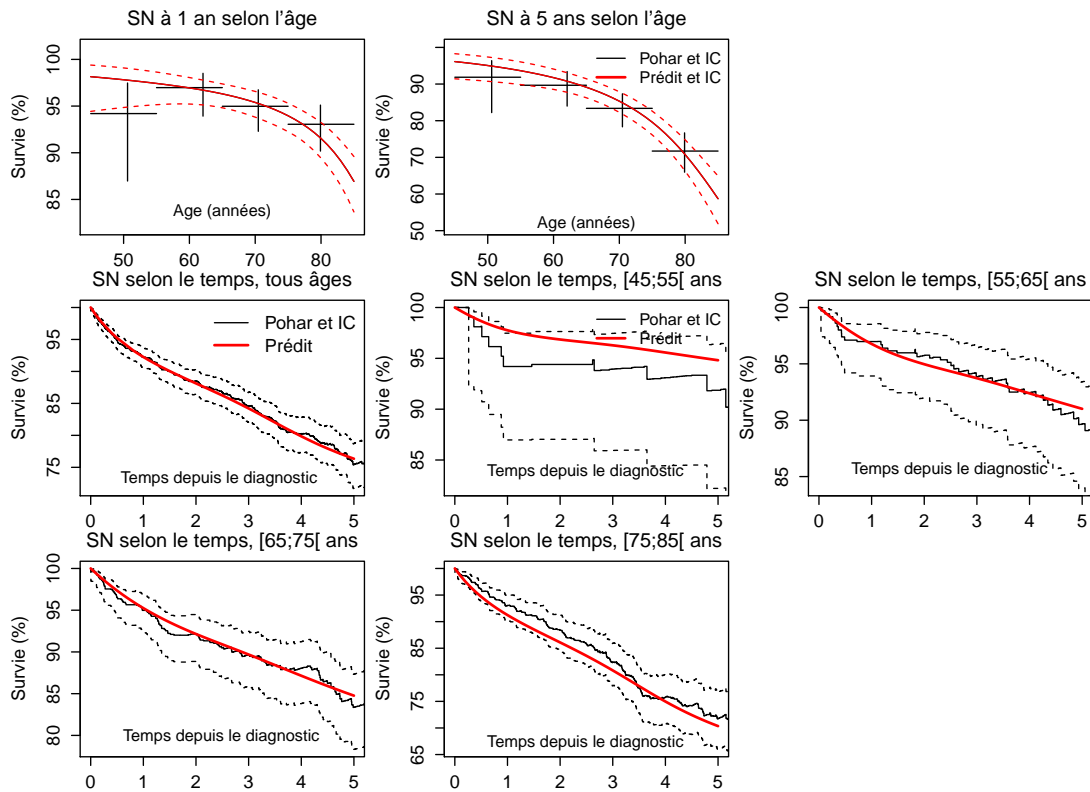 SN à 1 an selon l'âge
Survie (%)
100
95
90
85
Age (années)
50
60
70
80
SN à 5 ans selon l'âge
Survie (%)
90
80
70
60
50
Pohar et IC
Prédit et IC
Age (années)
50
60
70
80
SN selon le temps, tous âges
Survie (%)
95
85
75
Pohar et IC
Prédit
Temps depuis le diagnostic
0
1
2
3
4
5
SN selon le temps, [45;55[ ans
Survie (%)
100
95
90
85
Pohar et IC
Prédit
Temps depuis le diagnostic
0
1
2
3
4
5
SN selon le temps, [55;65[ ans
Survie (%)
100
95
90
85
Temps depuis le diagnostic
0
1
2
3
4
5
SN selon le temps, [65;75[ ans
Survie (%)
100
95
90
85
80
Temps depuis le diagnostic
0
1
2
3
4
5
SN selon le temps, [75;85[ ans
Survie (%)
95
85
75
65
Temps depuis le diagnostic
0
1
2
3
4
5